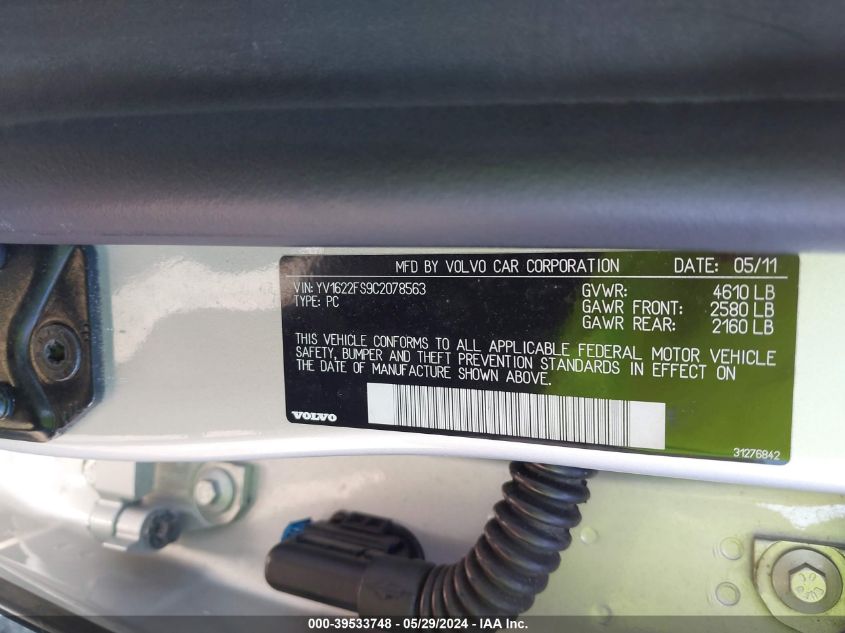 MFD BY VOLVO CAR CORPORATION DATE: 05/11
VIN: YV1622FS9C2078563
TYPE: PC
GVWR: 4610 LB
GAWR FRONT: 2580 LB
GAWR REAR: 2160 LB
THIS VEHICLE CONFORMS TO ALL APPLICABLE FEDERAL MOTOR VEHICLE
SAFETY, BUMPER AND THEFT PREVENTION STANDARDS IN EFFECT ON
THE DATE OF MANUFACTURE SHOWN ABOVE.
VOLVO
31276842
000-39533748 - 05/29/2024 - IAA Inc.